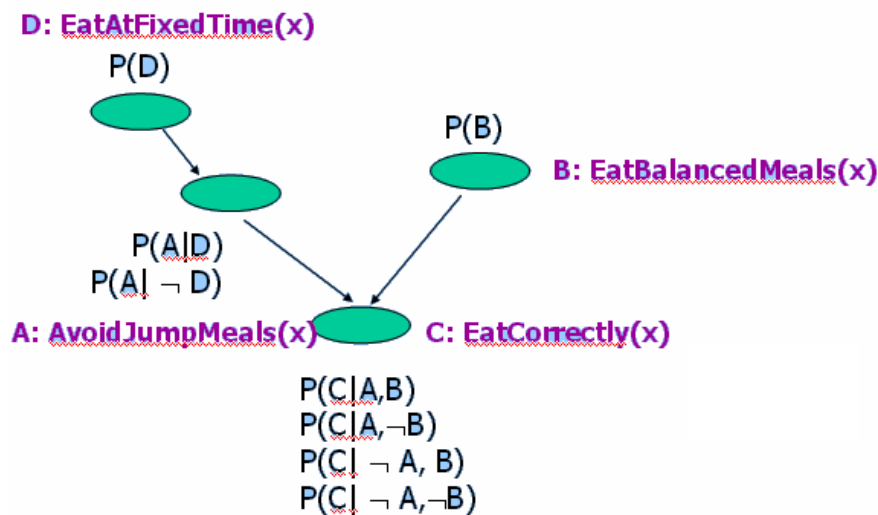 D: EatAtFixedTime(x)
P(D)
P(B)
B: EatBalancedMeals(x)
P(A|D)
P(A| ¬ D)
A: AvoidJumpMeals(x)
C: EatCorrectly(x)
P(C|A,B)
P(C|A,¬B)
P(C| ¬ A, B)
P(C| ¬ A,¬B)